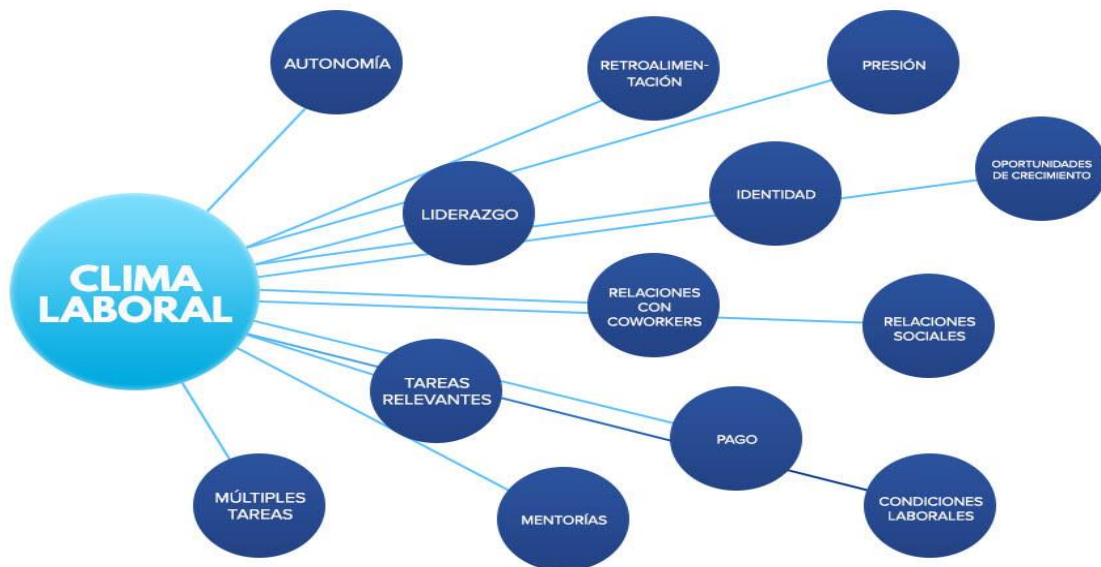 AUTONOMÍA
RETROALIMEN-
TACIÓN
PRESIÓN
OPORTUNIDADES
DE CRECIMIENTO
IDENTIDAD
LIDERAZGO
CLIMA
LABORAL
RELACIONES
CON
COWORKERS
RELACIONES
SOCIALES
TAREAS
RELEVANTES
PAGO
MÚLTIPLES
TAREAS
MENTORÍAS
CONDICIONES
LABORALES